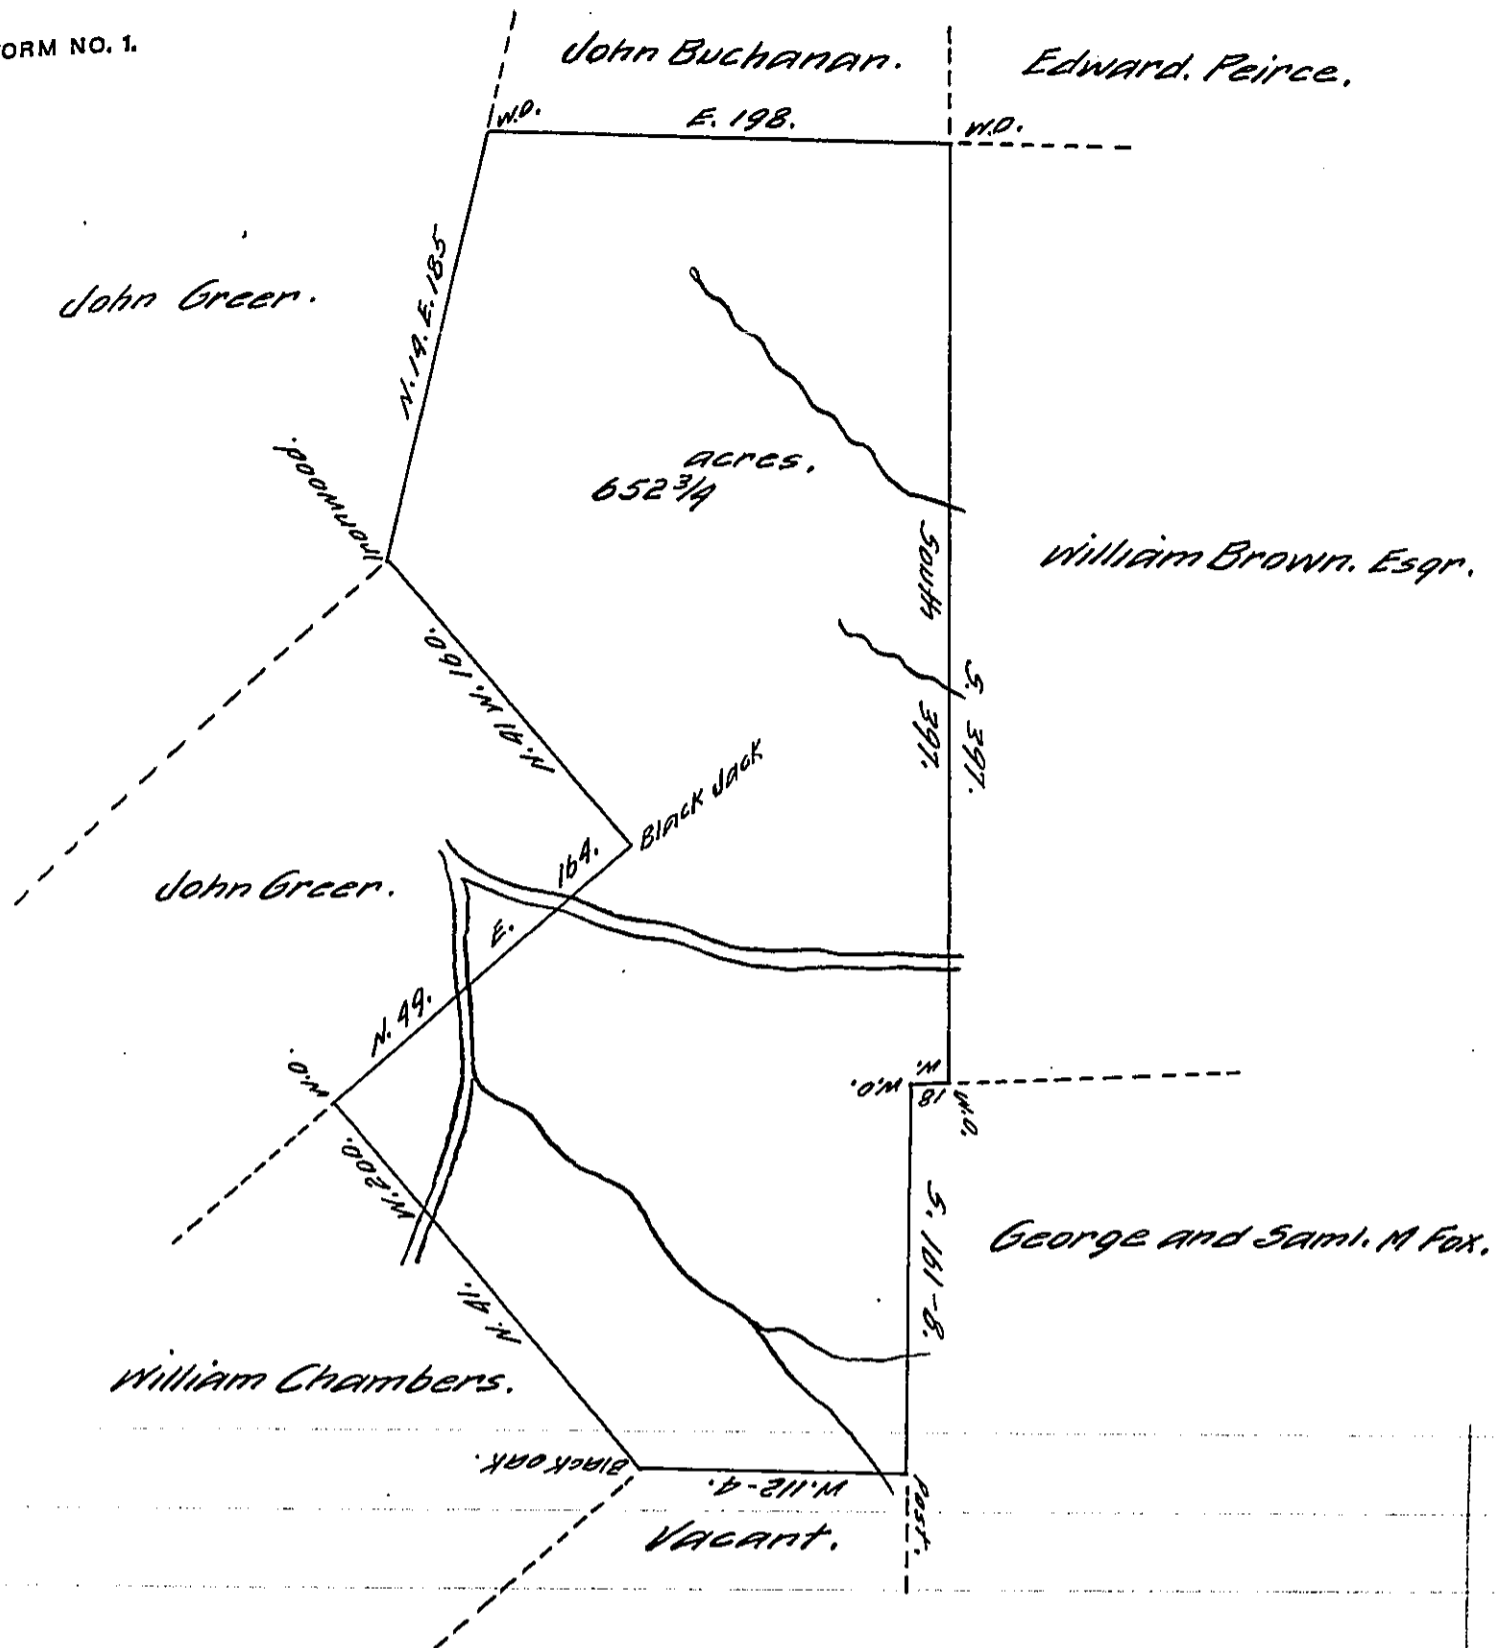 FORM NO. 1.
John Buchanan.
Edward. Peirce.
W.O.
E. 198.
W.O.
John Greer.
N. 14. E. 185
acres.
652 3/4
Ironwood.
South
397.
S. 397.
William Brown. Esqr.
N. 41 W. 160.
Black Jack
John Greer.
N. 49. E. 164.
W.O.
W.
18
W.O.
W.O.
N. 41. W. 200.
S. 161-8.
George and Saml. M Fox.
William Chambers.
Black oak.
W. 112-4.
Post.
Vacant.